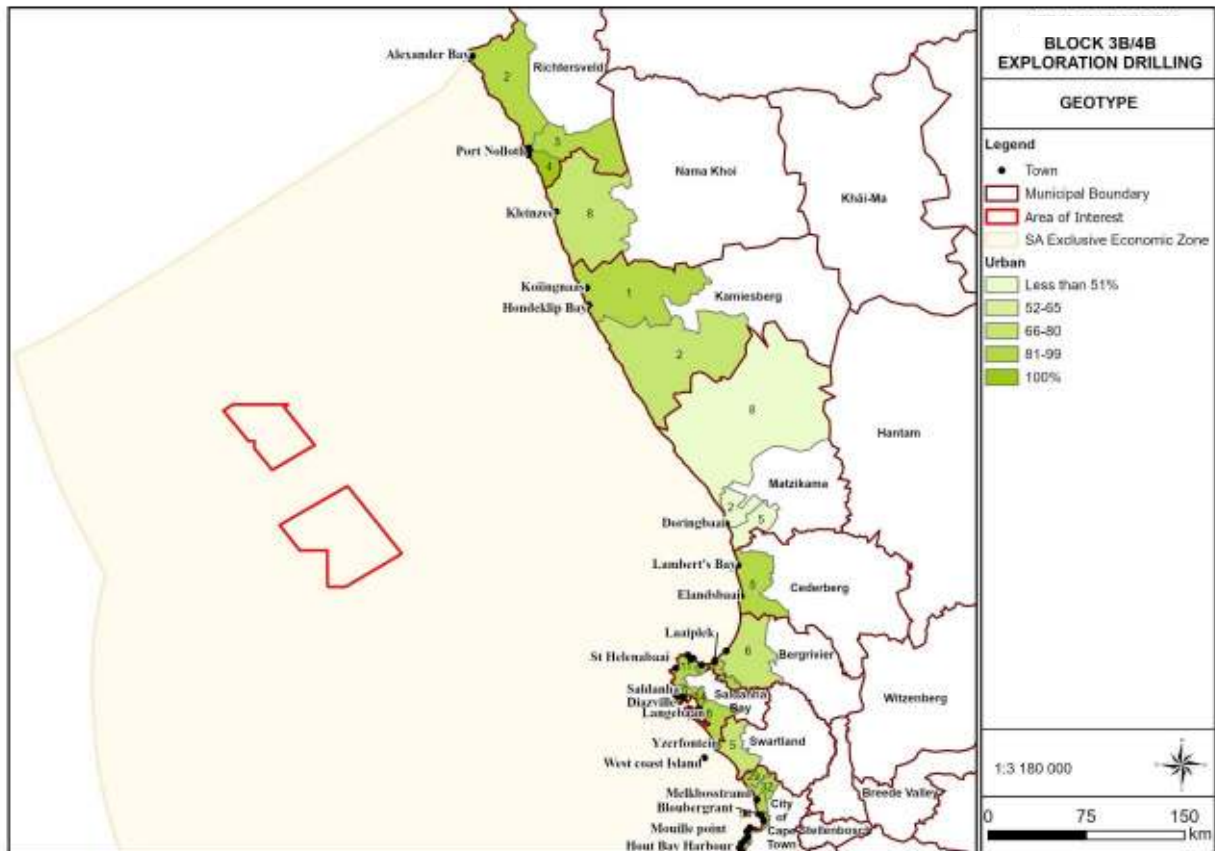 Alexander Bay
Richtersveld
2
3
Port Nolloth
4
Nama Khoi
Khâi-Ma
Kleinzee
8
Koiingnaas
1
Kamiesberg
Hondeklip Bay
2
8
Hantam
Matzikama
2
5
Doringbaai
Lambert's Bay
5
Cederberg
Elandsbaai
Laaiplek
6
Bergrivier
St Helenabaai
Witzenberg
Saldanha
Saldanha
Diazville
Bay
Langebaan
Swartland
Yzerfontein
5
West coast Island
Breede Valley
Melkbosstrand
Bloubergrant
City
of
Cape
Stellenbosch
Mouille point
Town
Hout Bay Harbour
BLOCK 3B/4B
EXPLORATION DRILLING
GEOTYPE
Legend
Town
Municipal Boundary
Area of Interest
SA Exclusive Economic Zone
Urban
Less than 51%
52-65
66-80
81-99
100%
1:3 180 000
0 75 150
km